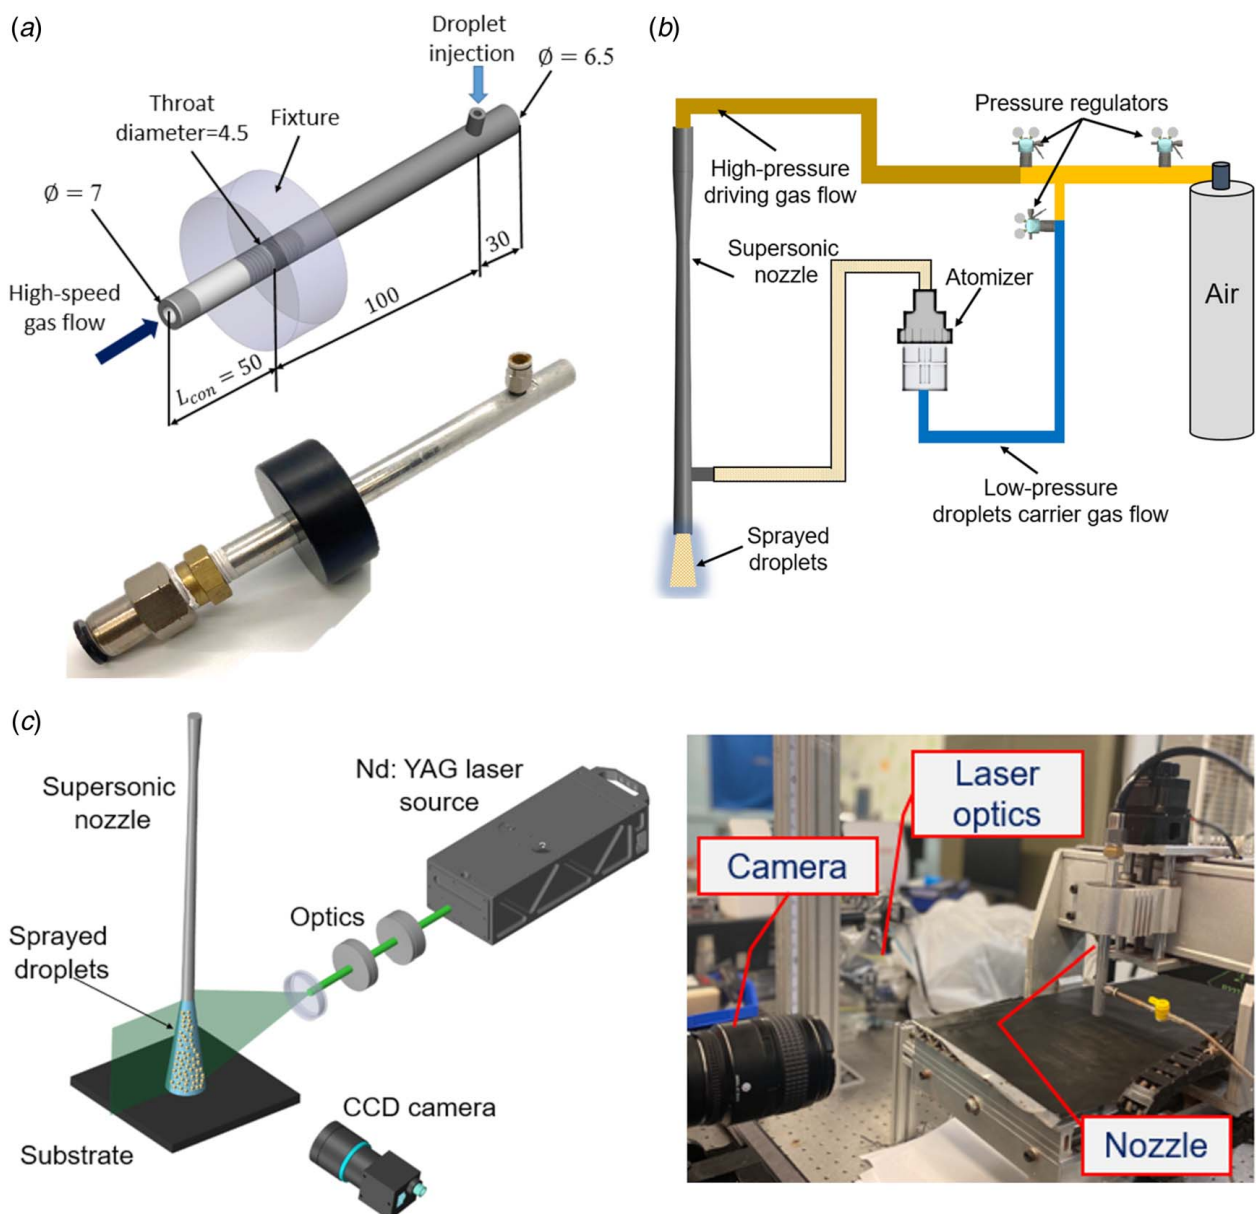 (a)
Droplet
injection
Ø = 6.5
Throat
diameter=4.5
Fixture
Ø = 7
30
High-speed
gas flow
100
L_con = 50
(b)
Pressure regulators
High-pressure
driving gas flow
Supersonic
nozzle
Atomizer
Air
Low-pressure
droplets carrier gas flow
Sprayed
droplets
(c)
Supersonic
nozzle
Nd: YAG laser
source
Optics
Sprayed
droplets
CCD camera
Substrate
Laser
optics
Camera
Nozzle